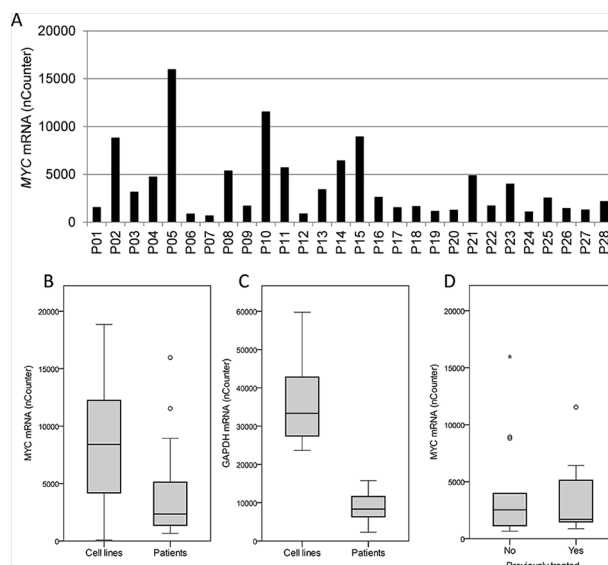 A
MYC mRNA (nCounter)
20000
15000
10000
5000
0
P01 P02 P03 P04 P05 P06 P07 P08 P09 P10 P11 P12 P13 P14 P15 P16 P17 P18 P19 P20 P21 P22 P23 P24 P25 P26 P27 P28
B
MYC mRNA (nCounter)
20000
15000
10000
5000
0
Cell lines Patients
C
GAPDH mRNA (nCounter)
60000
50000
40000
30000
20000
10000
0
Cell lines Patients
D
MYC mRNA (nCounter)
20000
15000
10000
5000
0
No Yes
Previously treated